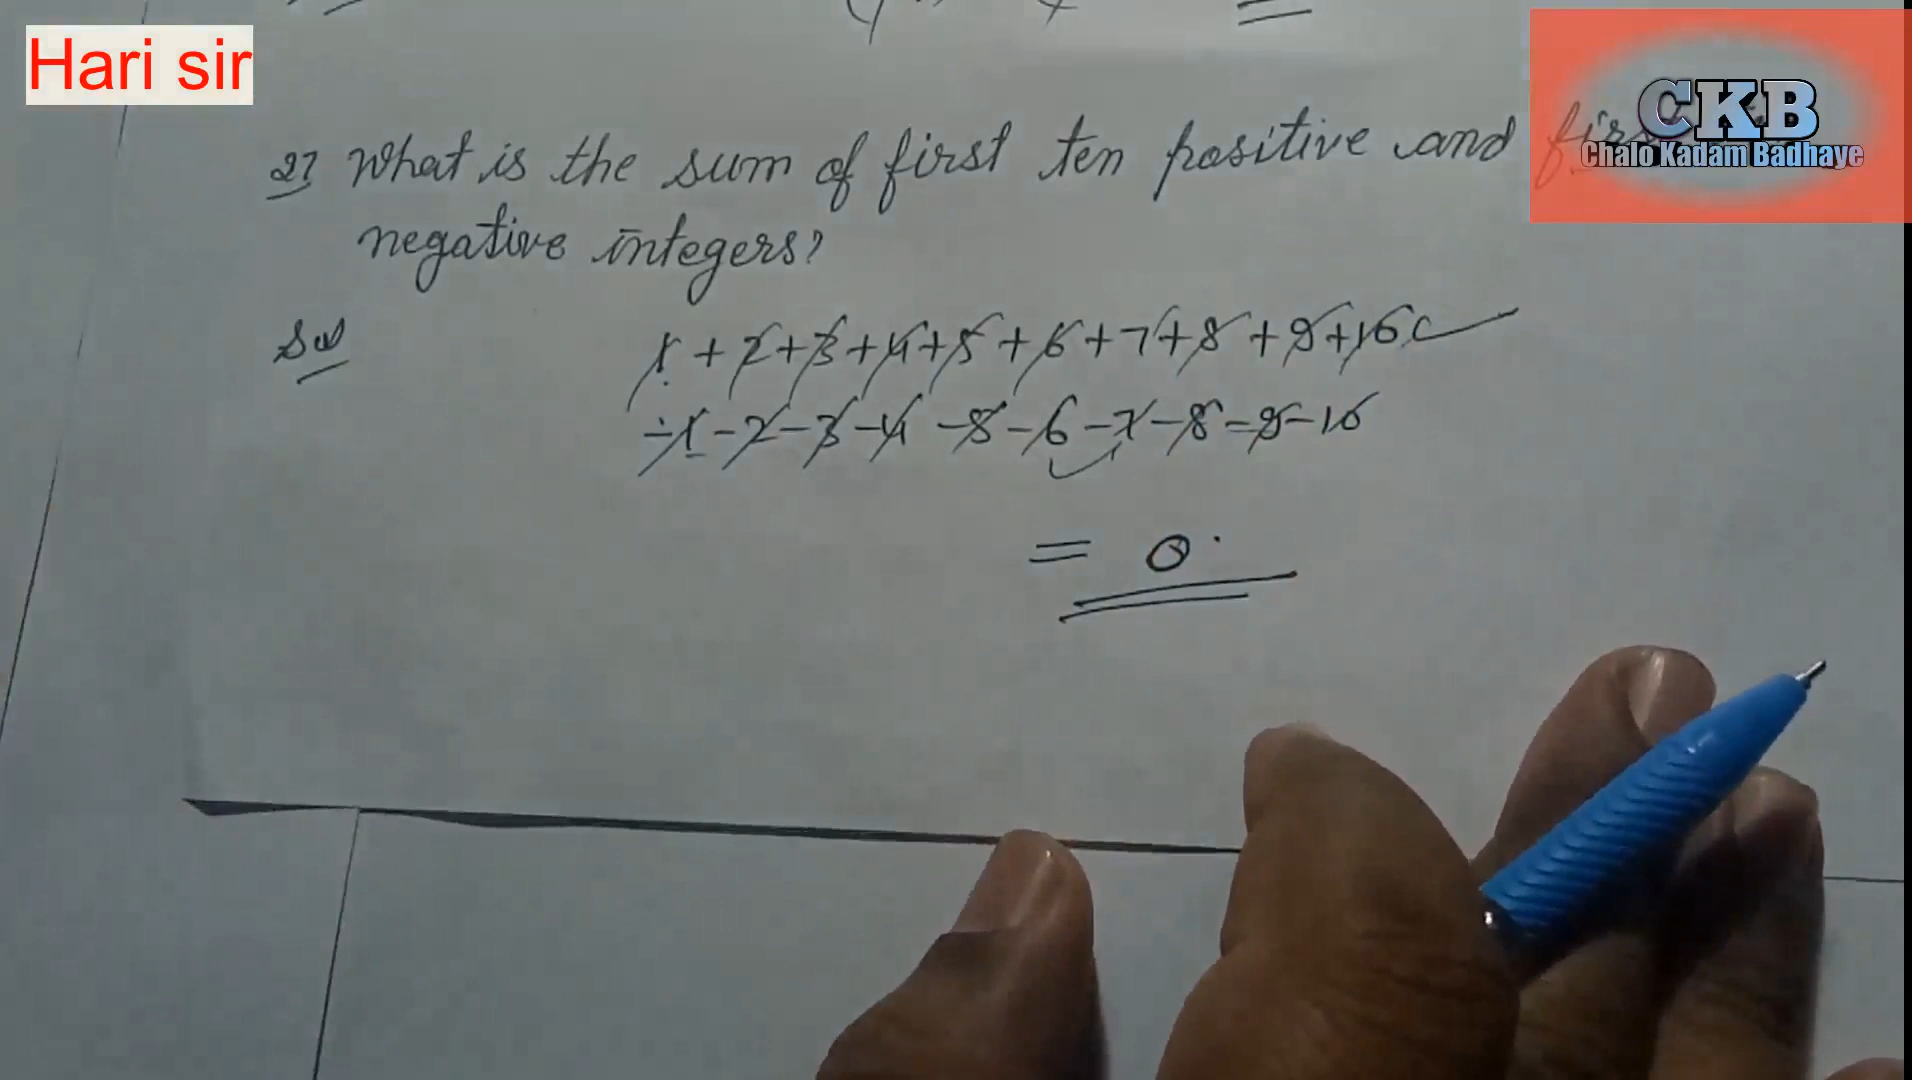 Hari sir
CKB
Chalo Kadam Badhaye
27 What is the sum of first ten positive and first
negative integers?
Sol
1 + 2 + 3 + 4 + 5 + 6 + 7 + 8 + 9 + 10
- 1 - 2 - 3 - 4 - 5 - 6 - 7 - 8 - 9 - 10
= 0